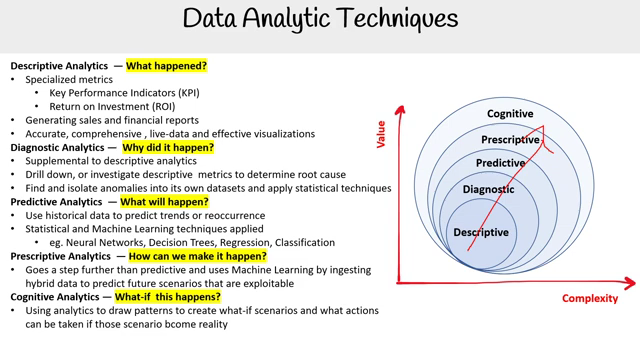 Data Analytic Techniques
Descriptive Analytics — What happened?
• Specialized metrics
• Key Performance Indicators (KPI)
• Return on Investment (ROI)
• Generating sales and financial reports
• Accurate, comprehensive , live-data and effective visualizations
Diagnostic Analytics — Why did it happen?
• Supplemental to descriptive analytics
• Drill down, or investigate descriptive metrics to determine root cause
• Find and isolate anomalies into its own datasets and apply statistical techniques
Predictive Analytics — What will happen?
• Use historical data to predict trends or reoccurrence
• Statistical and Machine Learning techniques applied
• eg. Neural Networks, Decision Trees, Regression, Classification
Prescriptive Analytics — How can we make it happen?
• Goes a step further than predictive and uses Machine Learning by ingesting
hybrid data to predict future scenarios that are exploitable
Cognitive Analytics — What-if this happens?
• Using analytics to draw patterns to create what-if scenarios and what actions
can be taken if those scenario bcome reality
Value
Cognitive
Prescriptive
Predictive
Diagnostic
Descriptive
Complexity